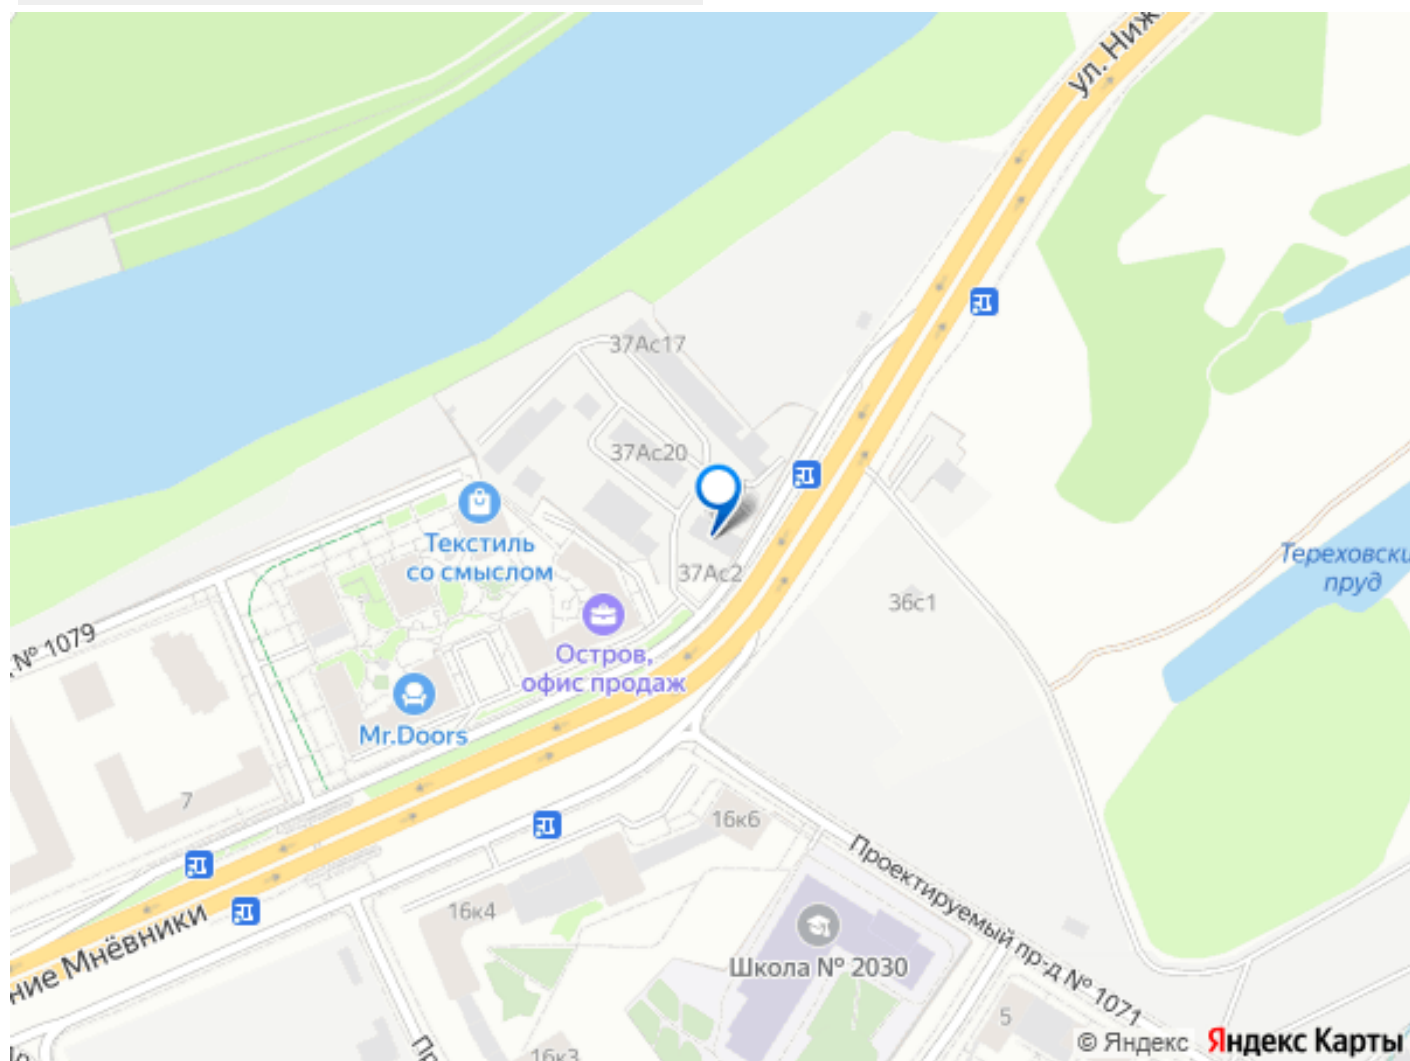 ул. Ниж
37Ас17
37Ас20
Текстиль
со смыслом
37Ас2
36с1
Тереховски
пруд
№ 1079
Остров,
офис продаж
Mr.Doors
7
16к6
Проектируемый пр-д № 1071
16к4
ние Мнёвники
Школа № 2030
5
16к3
Пр
© Яндекс Яндекс Карты